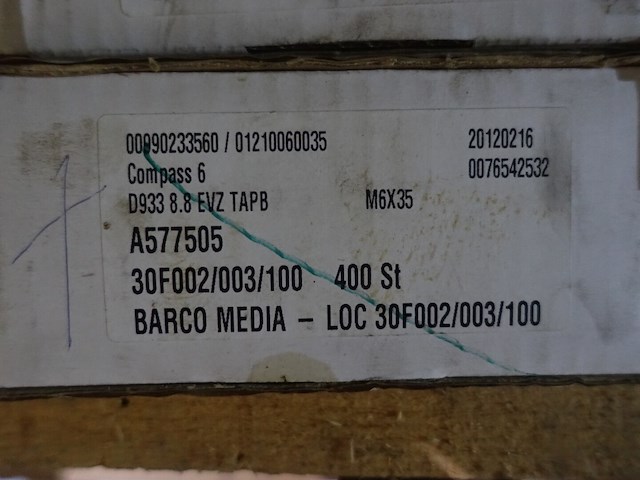 00090233560 / 01210060035 20120216
Compass 6 0076542532
D933 8.8 EVZ TAPB M6X35
A577505
30F002/003/100 400 St
BARCO MEDIA – LOC 30F002/003/100